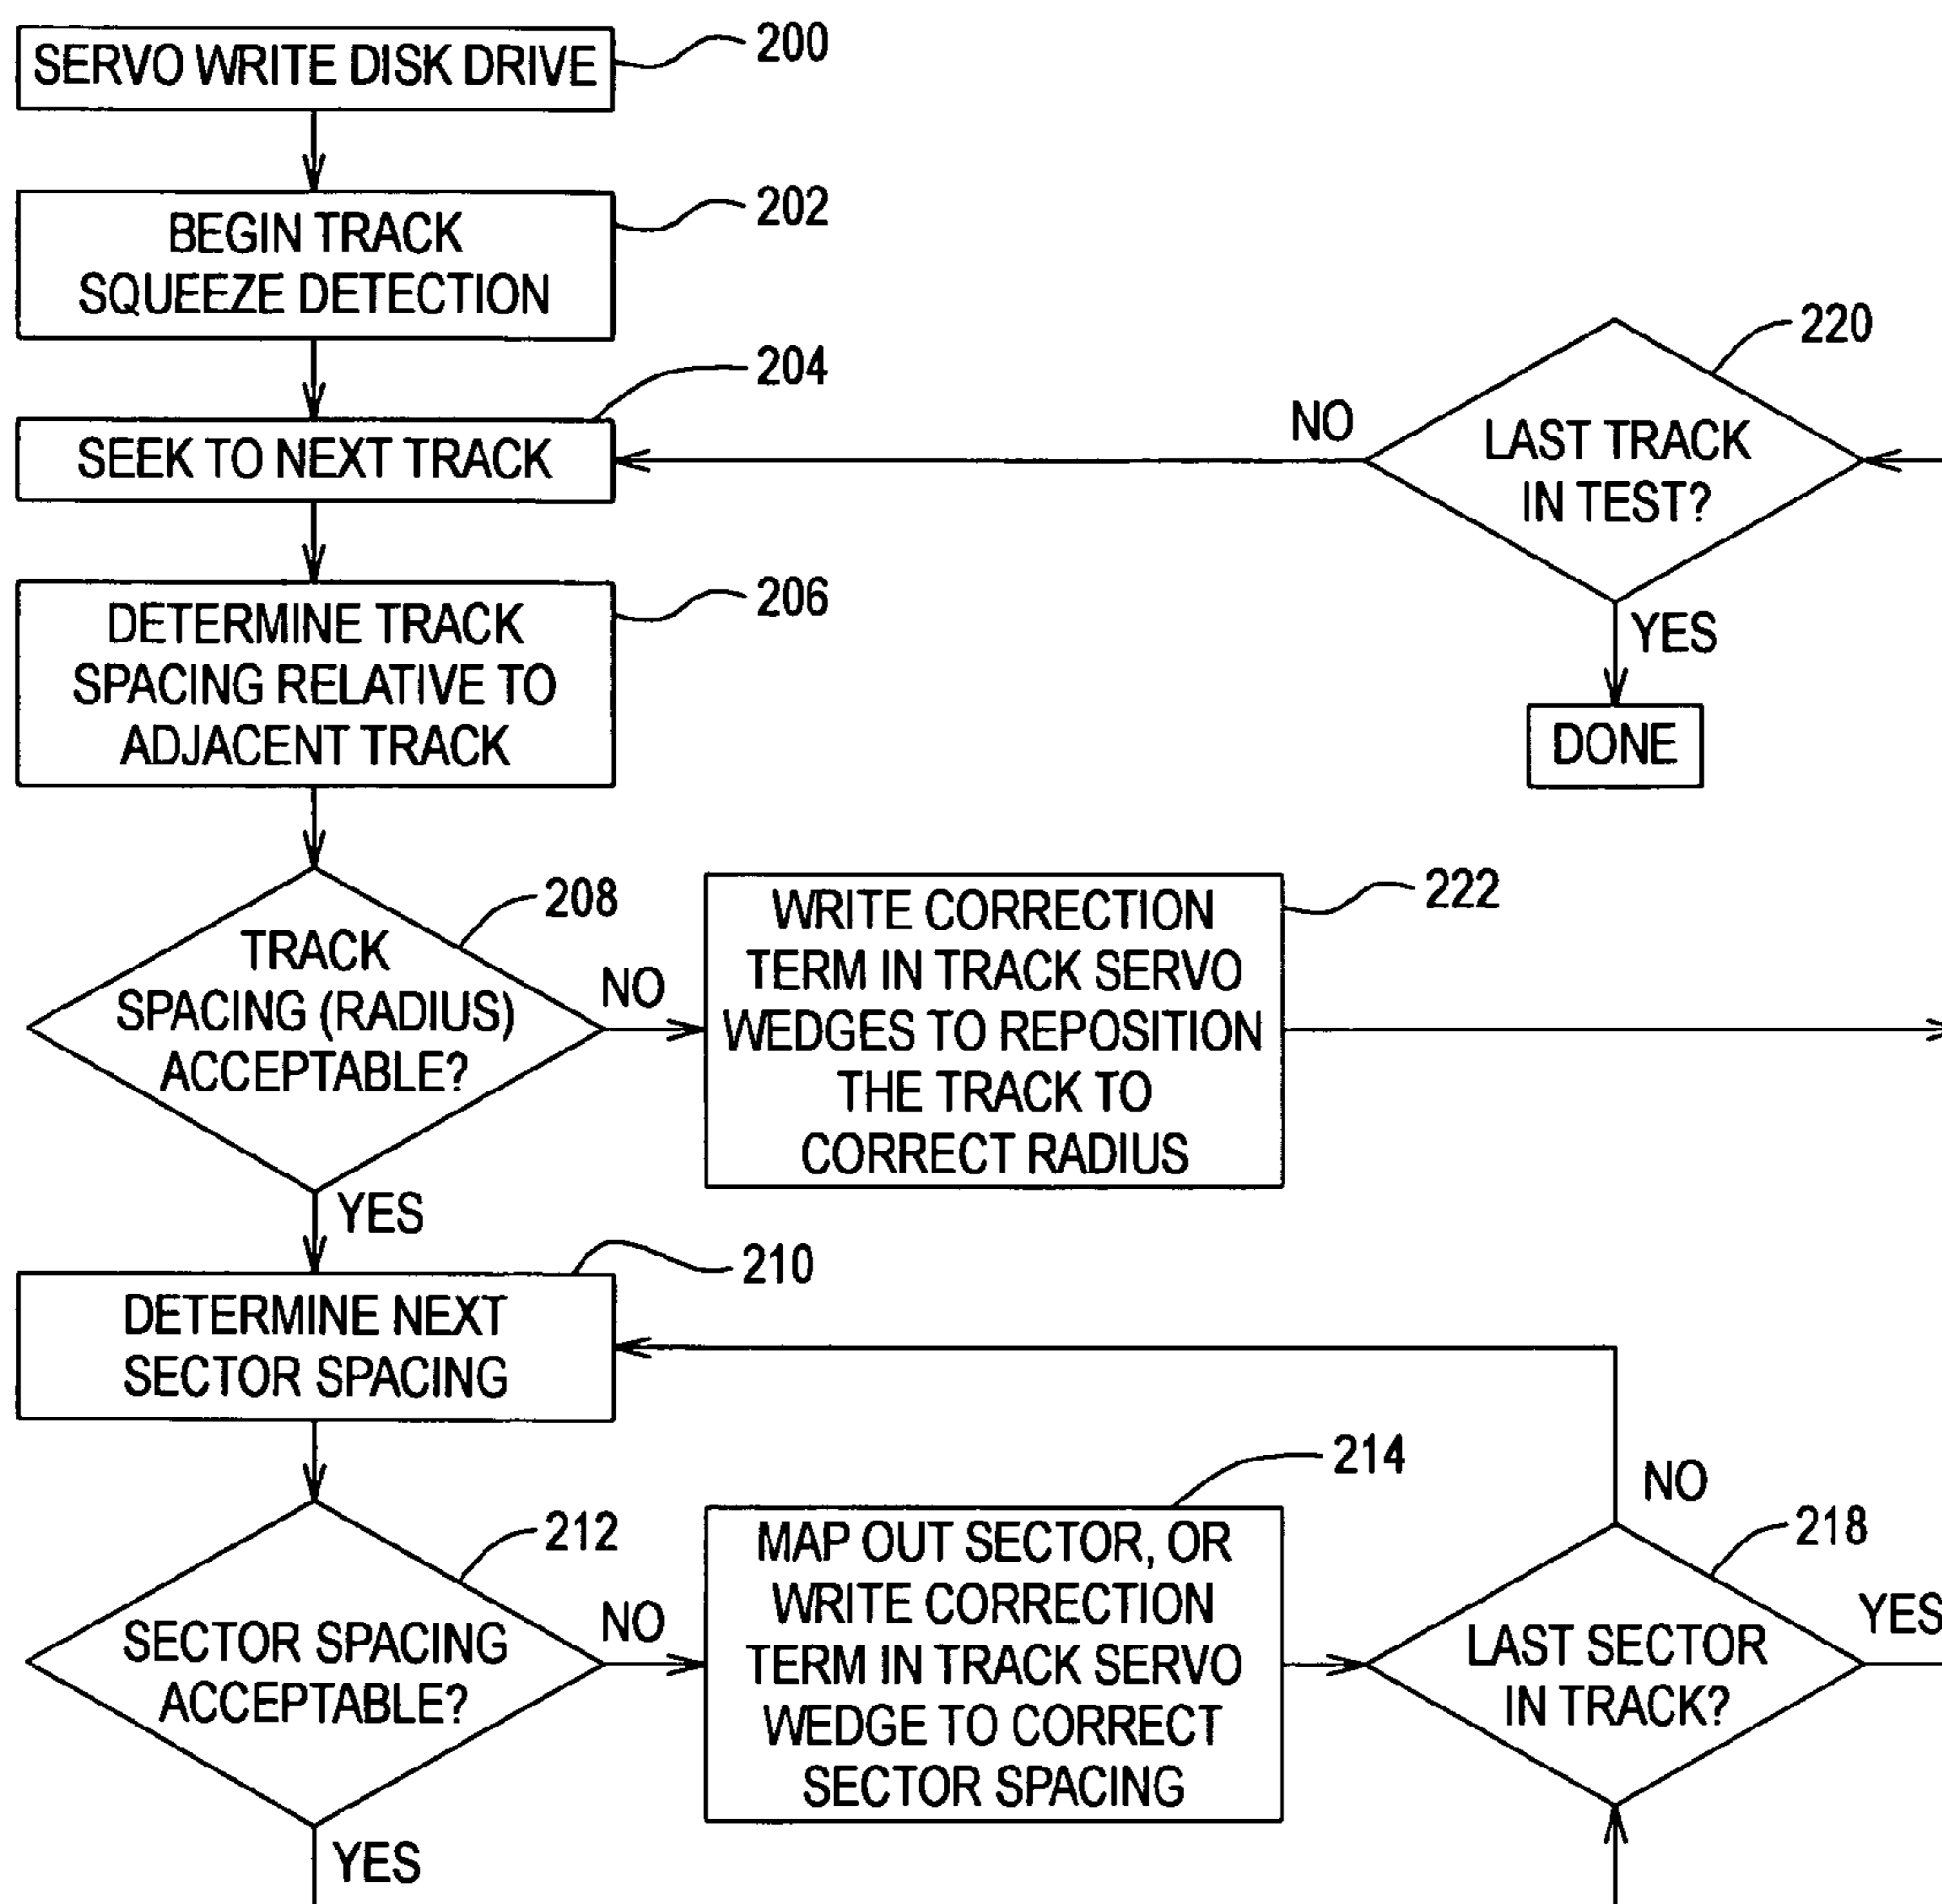 SERVO WRITE DISK DRIVE
200
BEGIN TRACK
SQUEEZE DETECTION
202
SEEK TO NEXT TRACK
204
NO
LAST TRACK
IN TEST?
220
YES
DONE
DETERMINE TRACK
SPACING RELATIVE TO
ADJACENT TRACK
206
TRACK
SPACING (RADIUS)
ACCEPTABLE?
208
NO
WRITE CORRECTION
TERM IN TRACK SERVO
WEDGES TO REPOSITION
THE TRACK TO
CORRECT RADIUS
222
YES
DETERMINE NEXT
SECTOR SPACING
210
SECTOR SPACING
ACCEPTABLE?
212
NO
MAP OUT SECTOR, OR
WRITE CORRECTION
TERM IN TRACK SERVO
WEDGE TO CORRECT
SECTOR SPACING
214
NO
LAST SECTOR
IN TRACK?
218
YES
YES